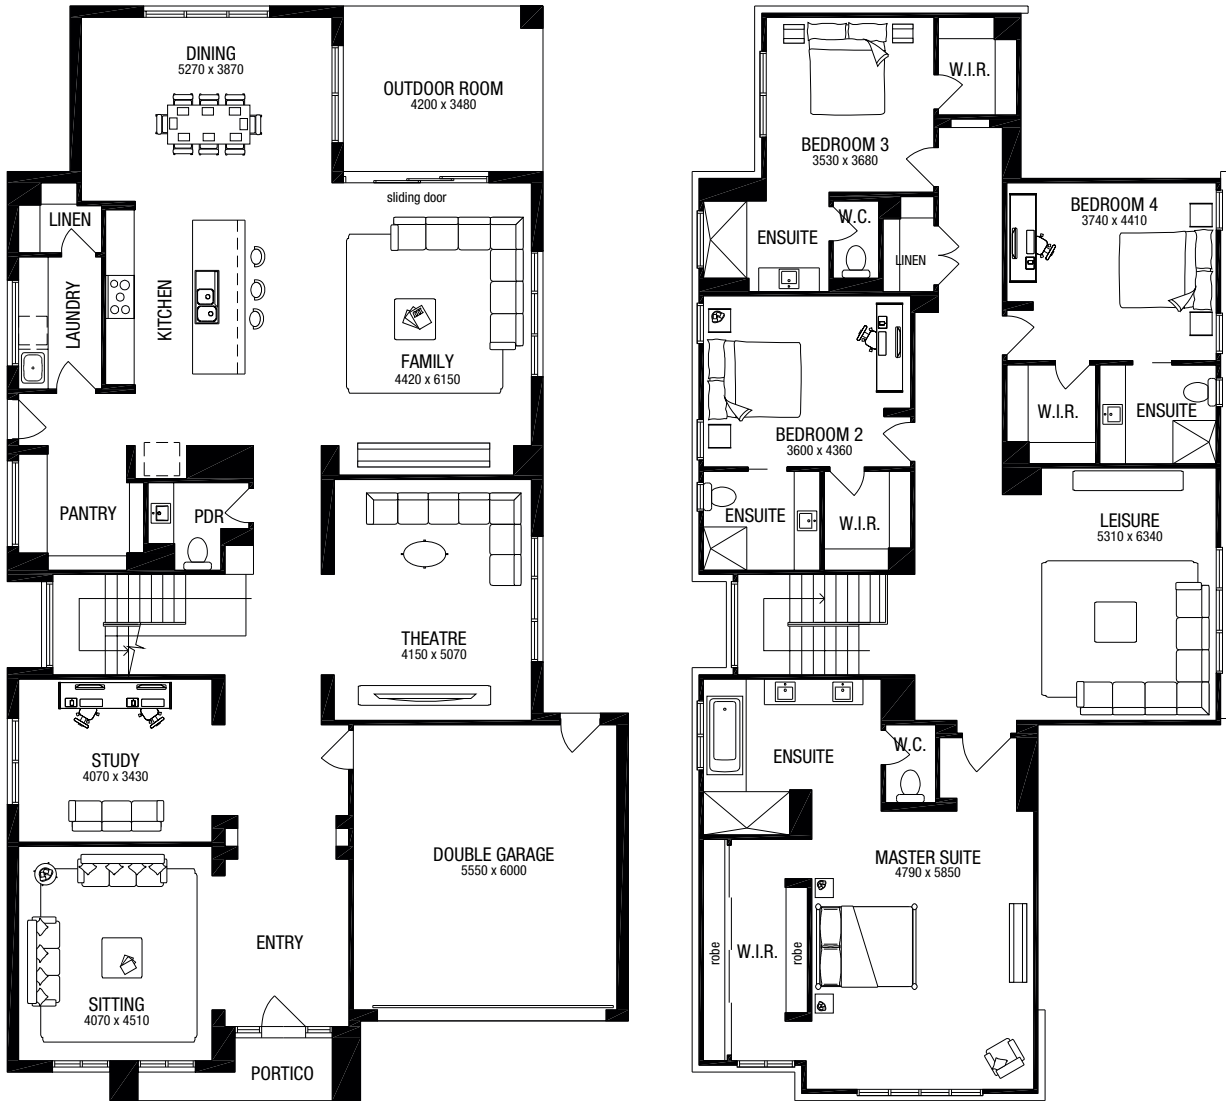 DINING
5270 x 3870
OUTDOOR ROOM
4200 x 3480
sliding door
LINEN
LAUNDRY
KITCHEN
FAMILY
4420 x 6150
PANTRY
PDR
THEATRE
4150 x 5070
STUDY
4070 x 3430
DOUBLE GARAGE
5550 x 6000
ENTRY
SITTING
4070 x 4510
PORTICO
W.I.R.
BEDROOM 3
3530 x 3680
BEDROOM 4
3740 x 4410
W.C.
ENSUITE
LINEN
W.I.R.
ENSUITE
BEDROOM 2
3600 x 4360
ENSUITE
W.I.R.
LEISURE
5310 x 6340
W.C.
ENSUITE
MASTER SUITE
4790 x 5850
robe
W.I.R.
robe